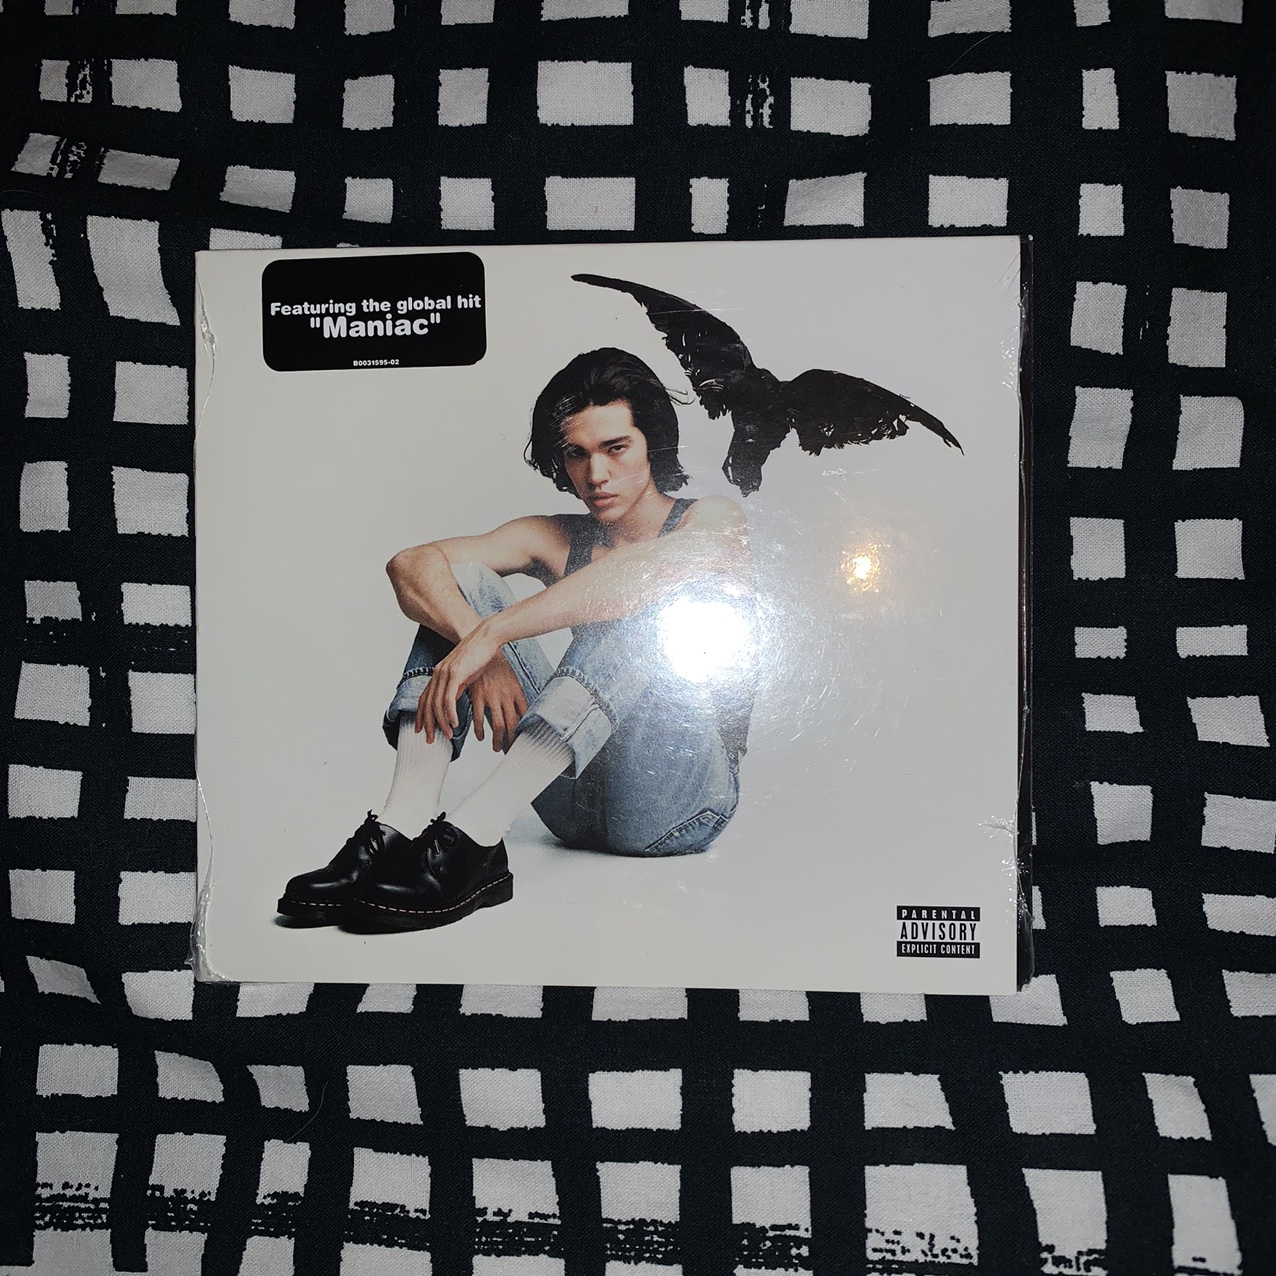 Featuring the global hit
"Maniac"
B0031595-02
PARENTAL
ADVISORY
EXPLICIT CONTENT